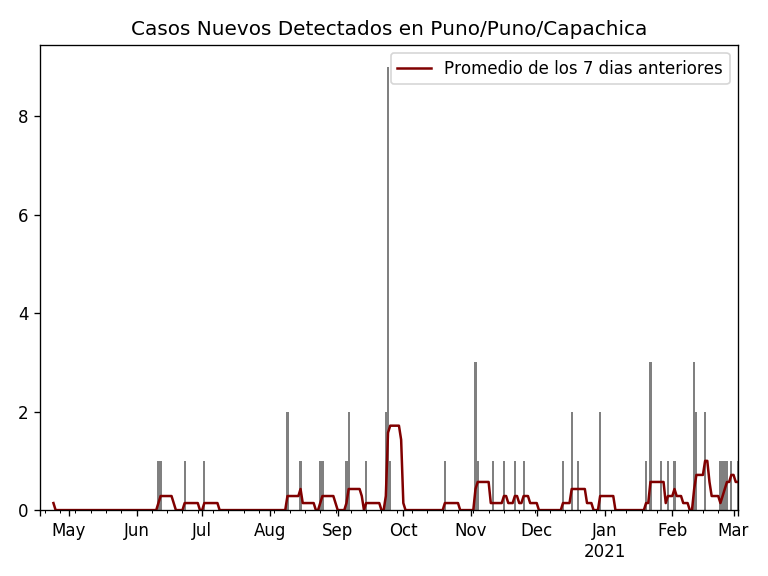 Casos Nuevos Detectados en Puno/Puno/Capachica
Promedio de los 7 dias anteriores
8
6
4
2
0
May Jun Jul Aug Sep Oct Nov Dec Jan Feb Mar
2021